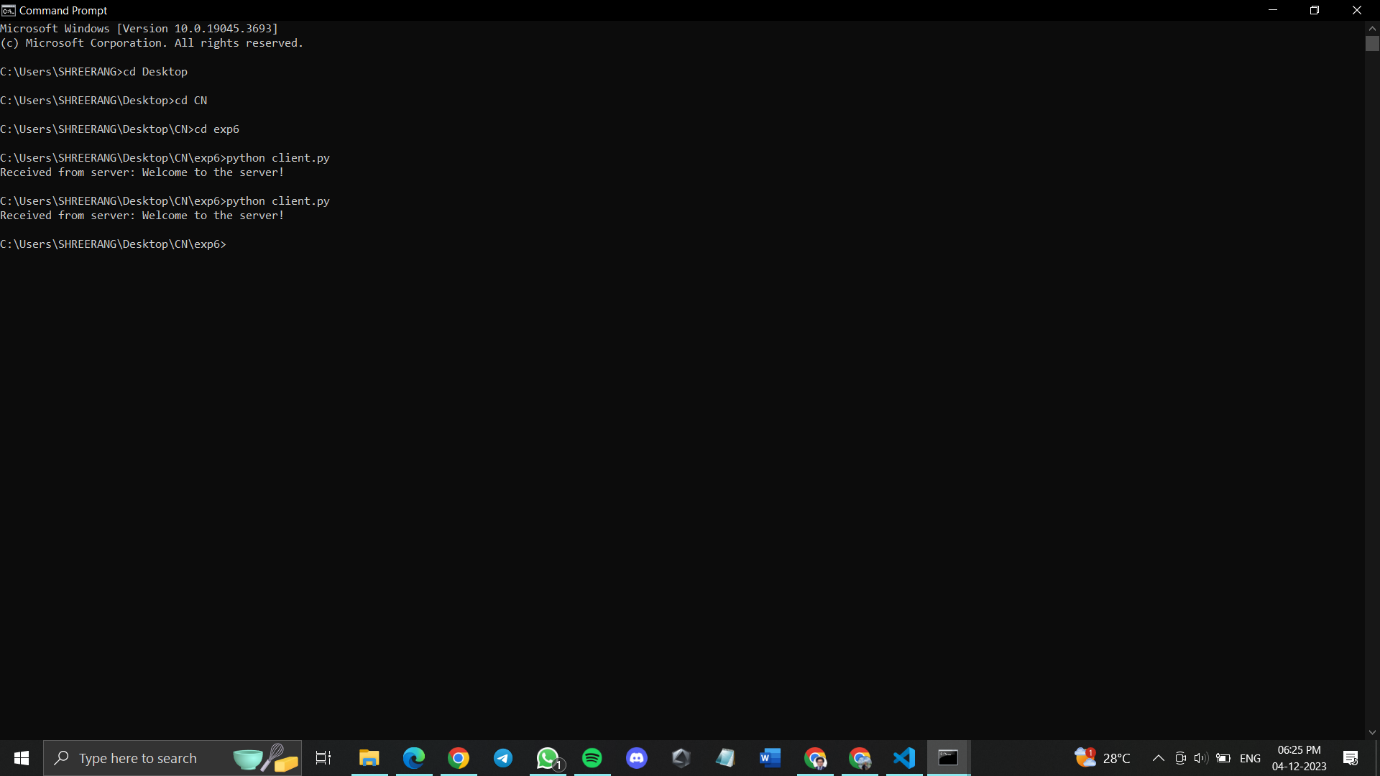 Command Prompt
Microsoft Windows [Version 10.0.19045.3693]
(c) Microsoft Corporation. All rights reserved.
C:\Users\SHREERANG>cd Desktop
C:\Users\SHREERANG\Desktop>cd CN
C:\Users\SHREERANG\Desktop\CN>cd exp6
C:\Users\SHREERANG\Desktop\CN\exp6>python client.py
Received from server: Welcome to the server!
C:\Users\SHREERANG\Desktop\CN\exp6>python client.py
Received from server: Welcome to the server!
C:\Users\SHREERANG\Desktop\CN\exp6>
Type here to search
1
1
28°C
ENG
06:25 PM
04-12-2023